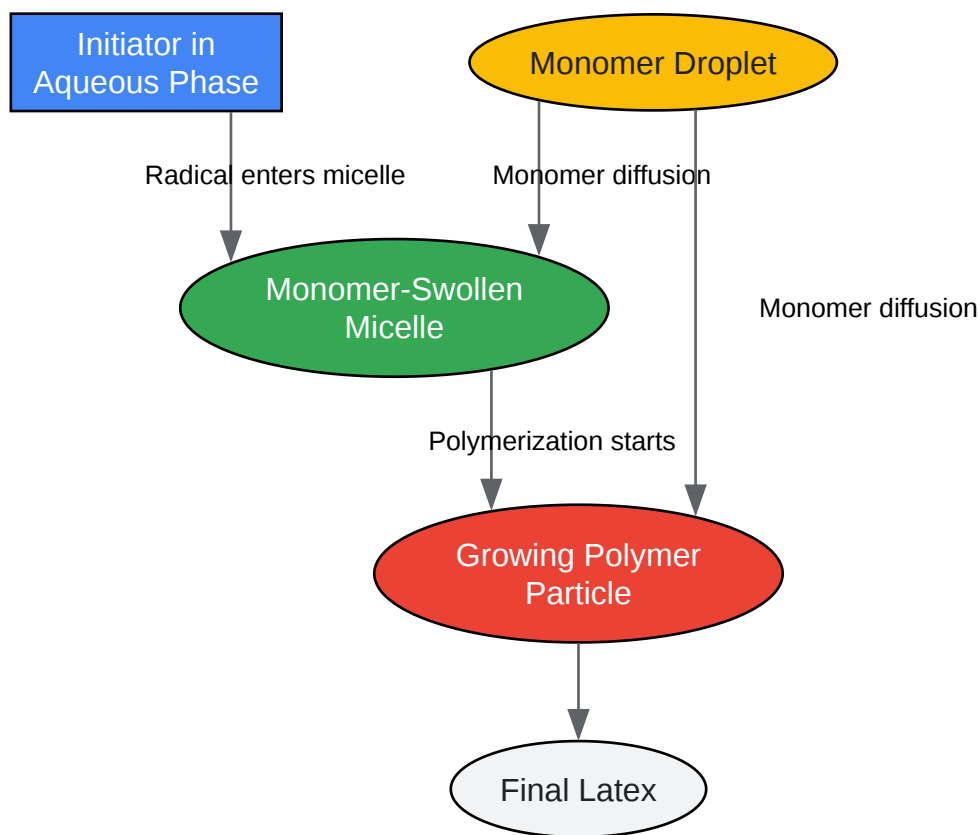 Initiator in
Aqueous Phase
Monomer Droplet
Radical enters micelle
Monomer diffusion
Monomer-Swollen
Micelle
Monomer diffusion
Polymerization starts
Growing Polymer
Particle
Final Latex